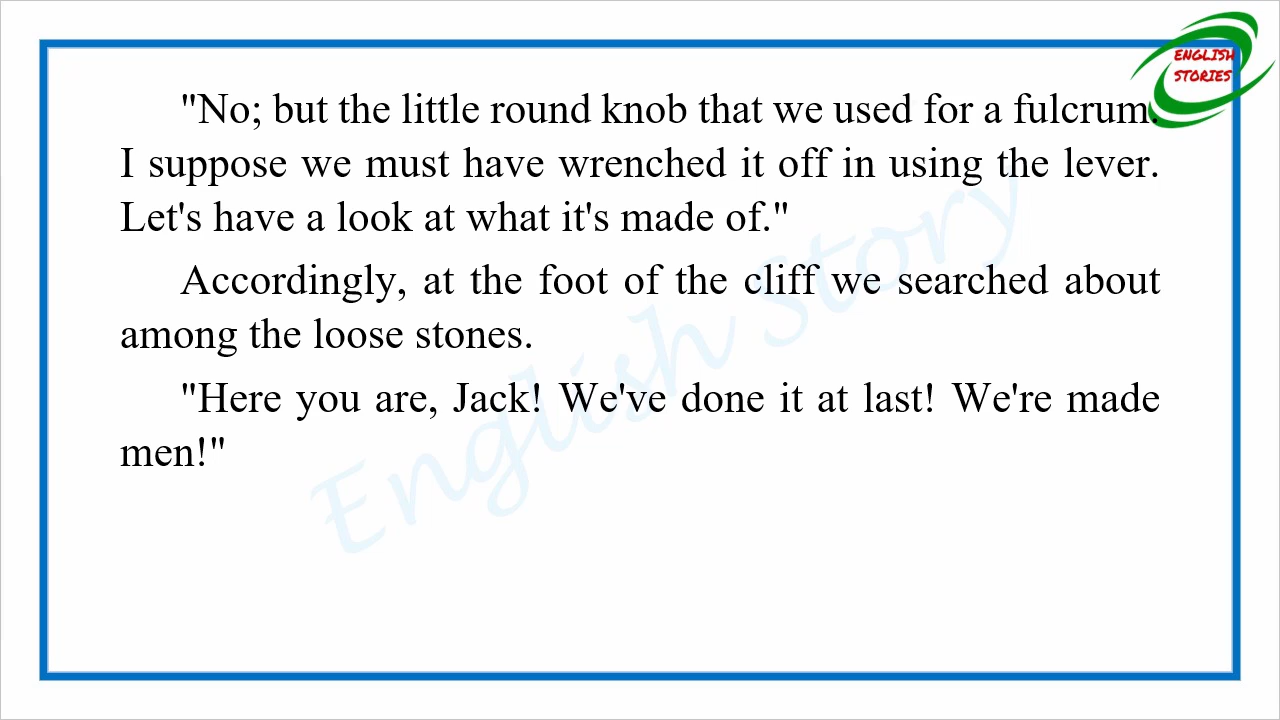 ENGLISH
STORIES
"No; but the little round knob that we used for a fulcrum.
I suppose we must have wrenched it off in using the lever.
Let's have a look at what it's made of."
Accordingly, at the foot of the cliff we searched about
among the loose stones.
"Here you are, Jack! We've done it at last! We're made
men!"
English Story